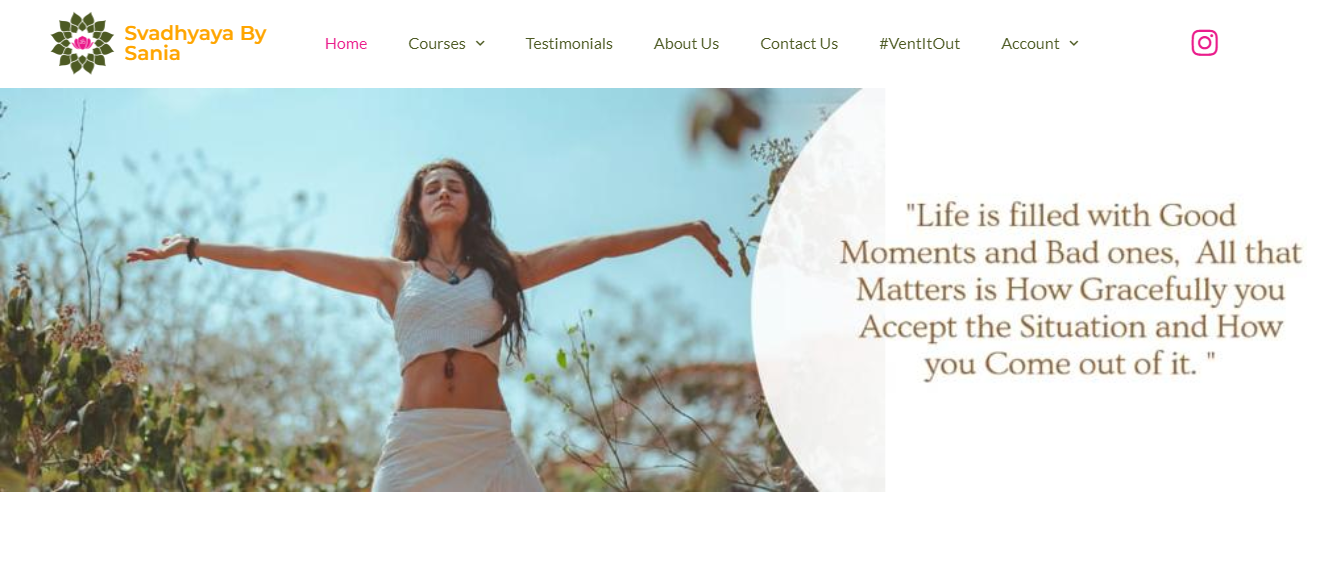 Svadhyaya By
Sania
Home
Courses
Testimonials
About Us
Contact Us
#VentItOut
Account
"Life is filled with Good
Moments and Bad ones,  All that
Matters is How Gracefully you
Accept the Situation and How
you Come out of it. "